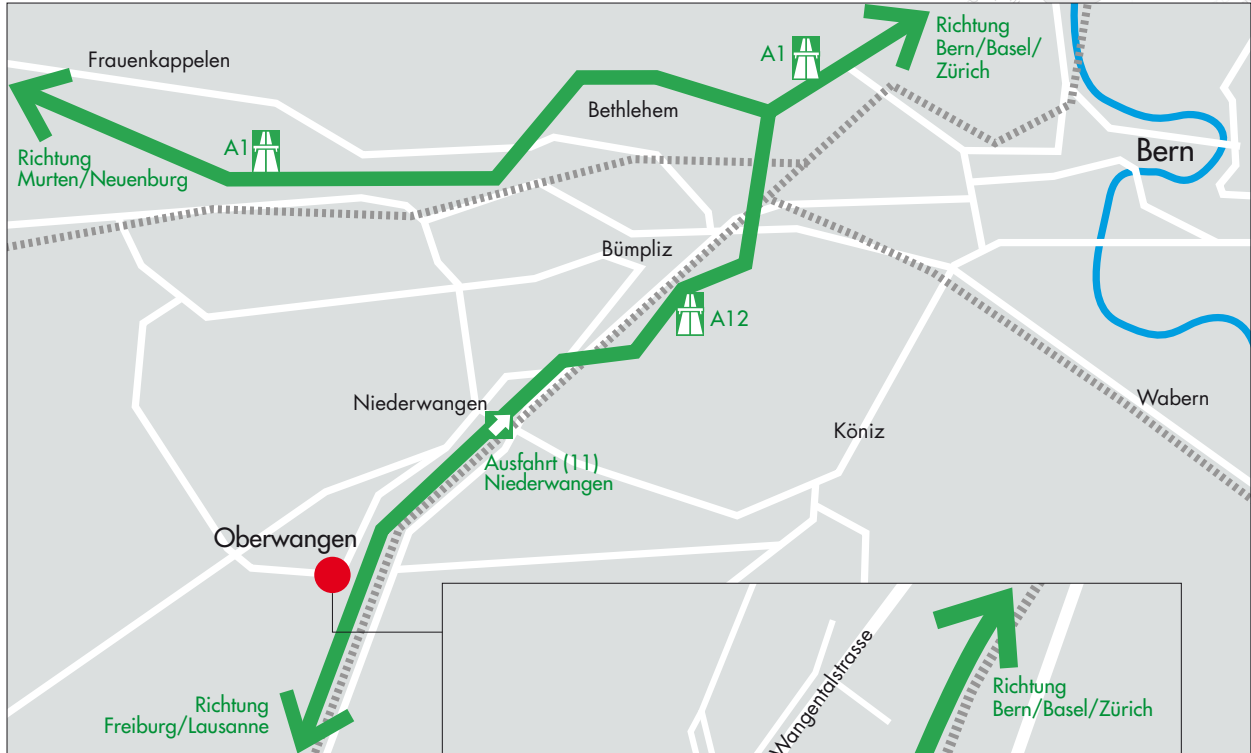 Richtung
Bern/Basel/
Zürich
A1
Frauenkappelen
Bethlehem
A1
Bern
Richtung
Murten/Neuenburg
Bümpliz
A12
Niederwangen
Wabern
Köniz
Ausfahrt (11)
Niederwangen
Oberwangen
Wangentalstrasse
Richtung
Bern/Basel/Zürich
Richtung
Freiburg/Lausanne